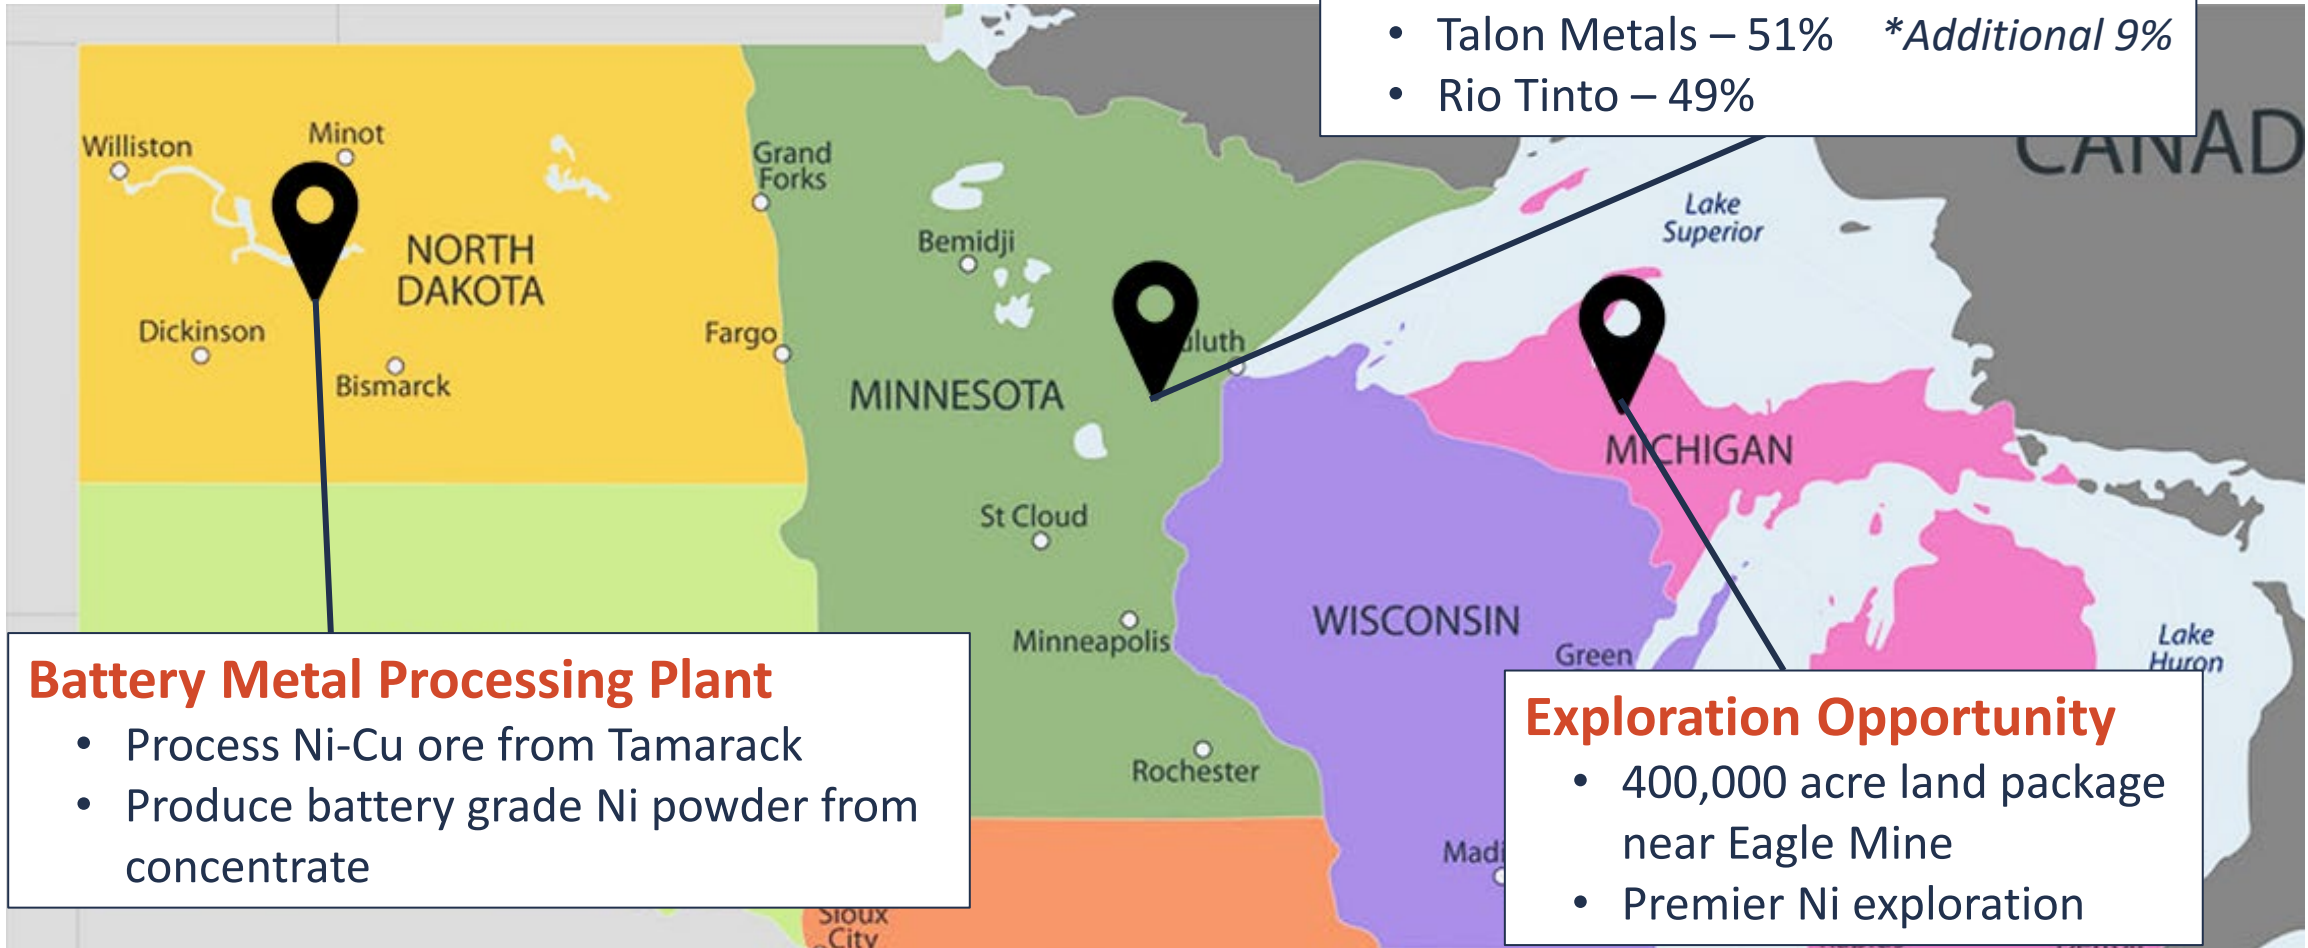 • Talon Metals – 51% *Additional 9%
• Rio Tinto – 49%
CANAD
Williston
Minot
Grand
Forks
Lake
Superior
Bemidji
NORTH
DAKOTA
Dickinson
Fargo
uluth
Bismarck
MINNESOTA
MICHIGAN
St Cloud
WISCONSIN
Minneapolis
Green
Lake
Huron
Battery Metal Processing Plant
• Process Ni-Cu ore from Tamarack
• Produce battery grade Ni powder from
concentrate
Exploration Opportunity
• 400,000 acre land package
near Eagle Mine
• Premier Ni exploration
Rochester
Madi
Sioux
City